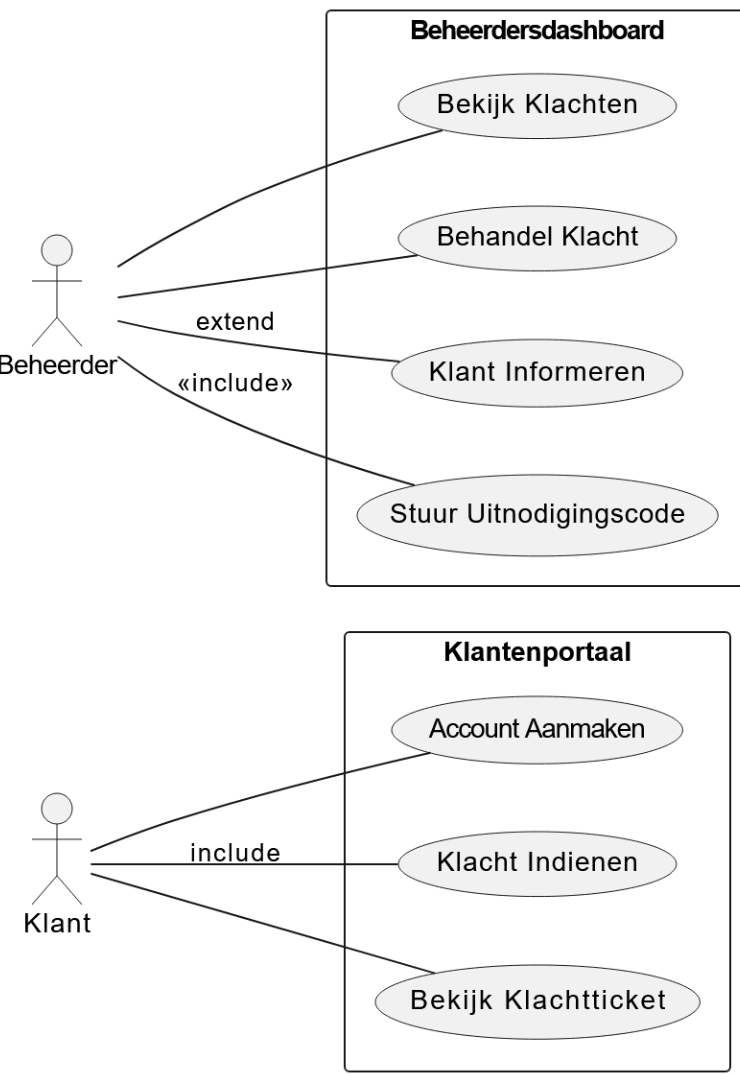 Beheerdersdashboard
Bekijk Klachten
Behandel Klacht
extend
Klant Informeren
Beheerder
«include»
Stuur Uitnodigingscode
Klantenportaal
Account Aanmaken
include
Klacht Indienen
Klant
Bekijk Klachtticket